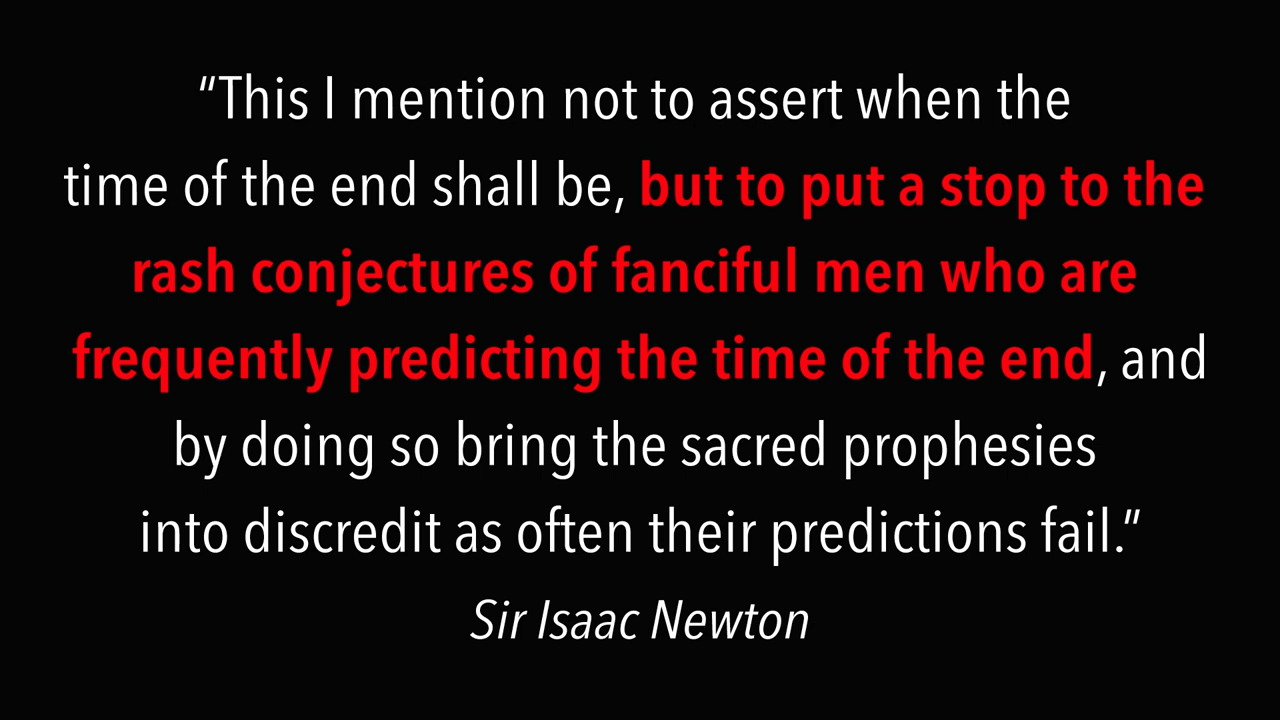 “This I mention not to assert when the
time of the end shall be, but to put a stop to the
rash conjectures of fanciful men who are
frequently predicting the time of the end, and
by doing so bring the sacred prophesies
into discredit as often their predictions fail.”
Sir Isaac Newton